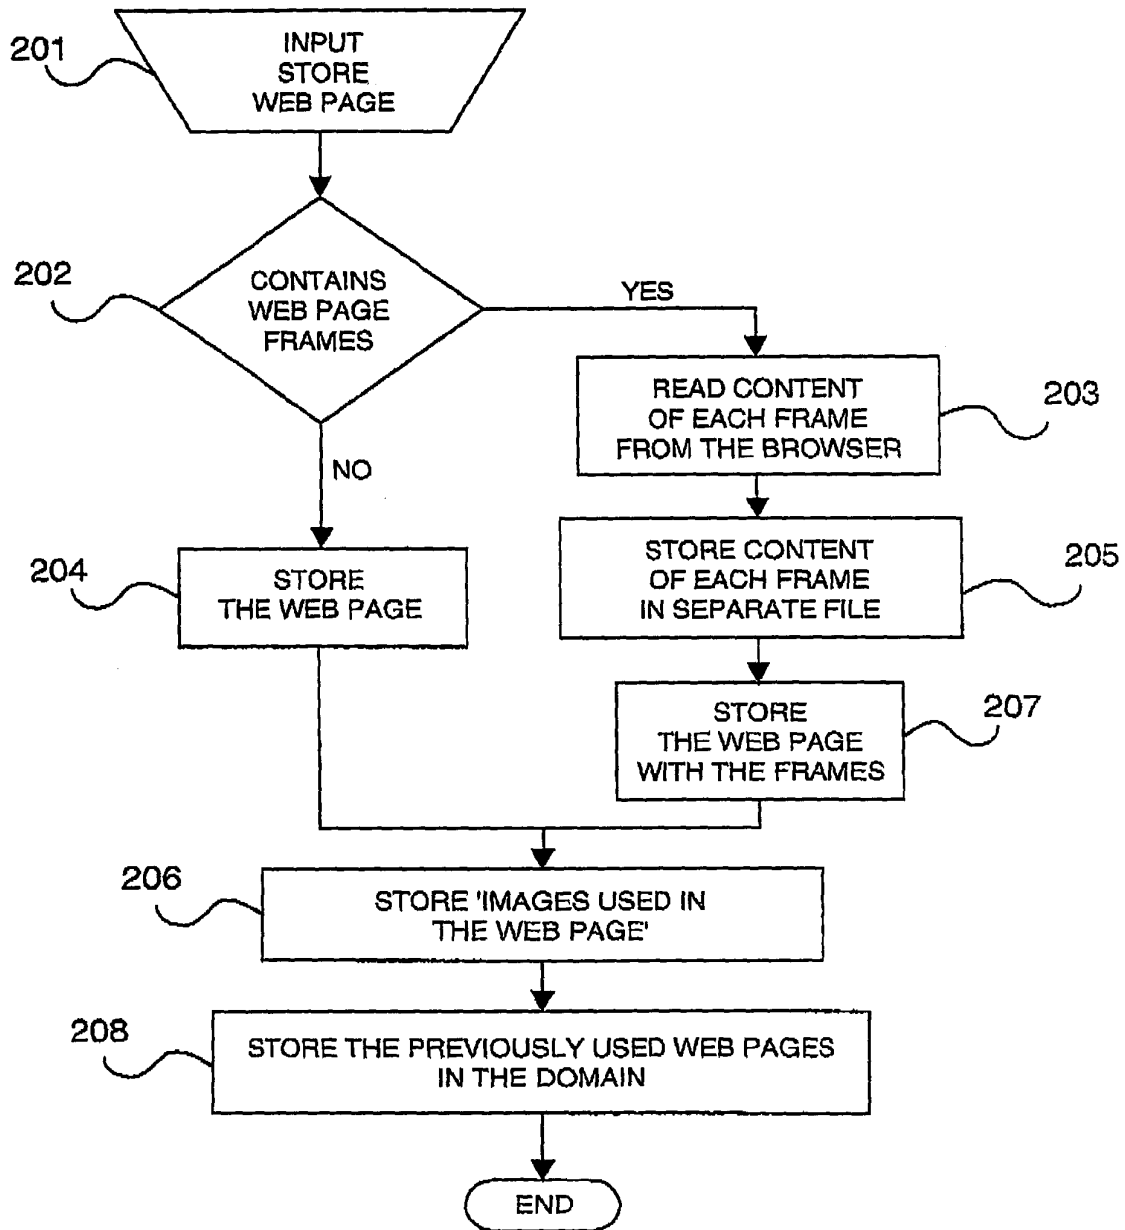 201
INPUT
STORE
WEB PAGE
202
CONTAINS
WEB PAGE
FRAMES
YES
NO
READ CONTENT
OF EACH FRAME
FROM THE BROWSER
203
204
STORE
THE WEB PAGE
STORE CONTENT
OF EACH FRAME
IN SEPARATE FILE
205
STORE
THE WEB PAGE
WITH THE FRAMES
207
206
STORE 'IMAGES USED IN
THE WEB PAGE'
208
STORE THE PREVIOUSLY USED WEB PAGES
IN THE DOMAIN
END